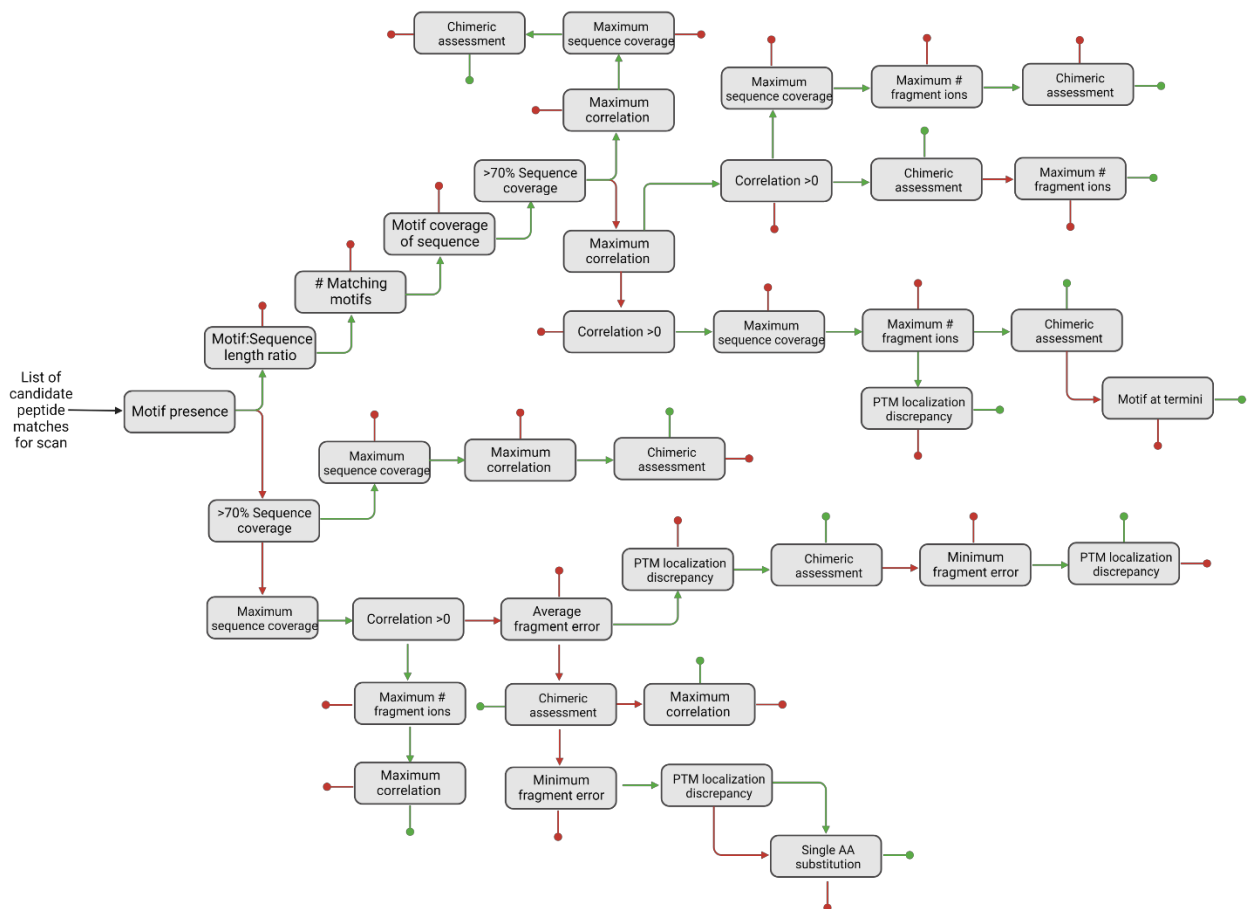 Chimeric
assessment
Maximum
sequence coverage
Maximum
sequence coverage
Maximum #
fragment ions
Chimeric
assessment
Maximum
correlation
>70% Sequence
coverage
Correlation >0
Chimeric
assessment
Maximum #
fragment ions
Motif coverage
of sequence
Maximum
correlation
# Matching
motifs
Motif:Sequence
length ratio
Correlation >0
Maximum
sequence coverage
Maximum #
fragment ions
Chimeric
assessment
List of
candidate
peptide
matches
for scan
Motif presence
PTM localization
discrepancy
Motif at termini
Maximum
sequence coverage
Maximum
correlation
Chimeric
assessment
>70% Sequence
coverage
PTM localization
discrepancy
Chimeric
assessment
Minimum
fragment error
PTM localization
discrepancy
Maximum
sequence coverage
Correlation >0
Average
fragment error
Maximum #
fragment ions
Chimeric
assessment
Maximum
correlation
Maximum
correlation
Minimum
fragment error
PTM localization
discrepancy
Single AA
substitution